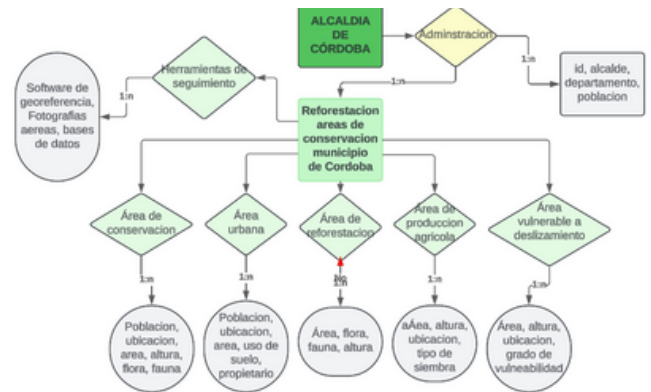 ALCALDIA
DE
CÓRDOBA
Adminstracion
1:n
id, alcalde,
departamento,
poblacion
1:n
Herramientas de
seguimiento
1:n
Software de
georeferencia,
Fotografias
aereas, bases
de datos
Reforestacion
areas de
conservacion
municipio
de Cordoba
Área de
conservacion
Área
urbana
Área de
reforestacion
Área de
produccion
agricola
Área
vulnerable a
deslizamiento
1:n
1:n
No
1:n
1:n
1:n
Poblacion,
ubicacion,
area, altura,
flora, fauna
Poblacion,
ubicacion,
area, uso de
suelo,
propietario
Área, flora,
fauna, altura
aÁea, altura,
ubicacion,
tipo de
siembra
Área, altura,
ubicacion,
grado de
vulneabilidad